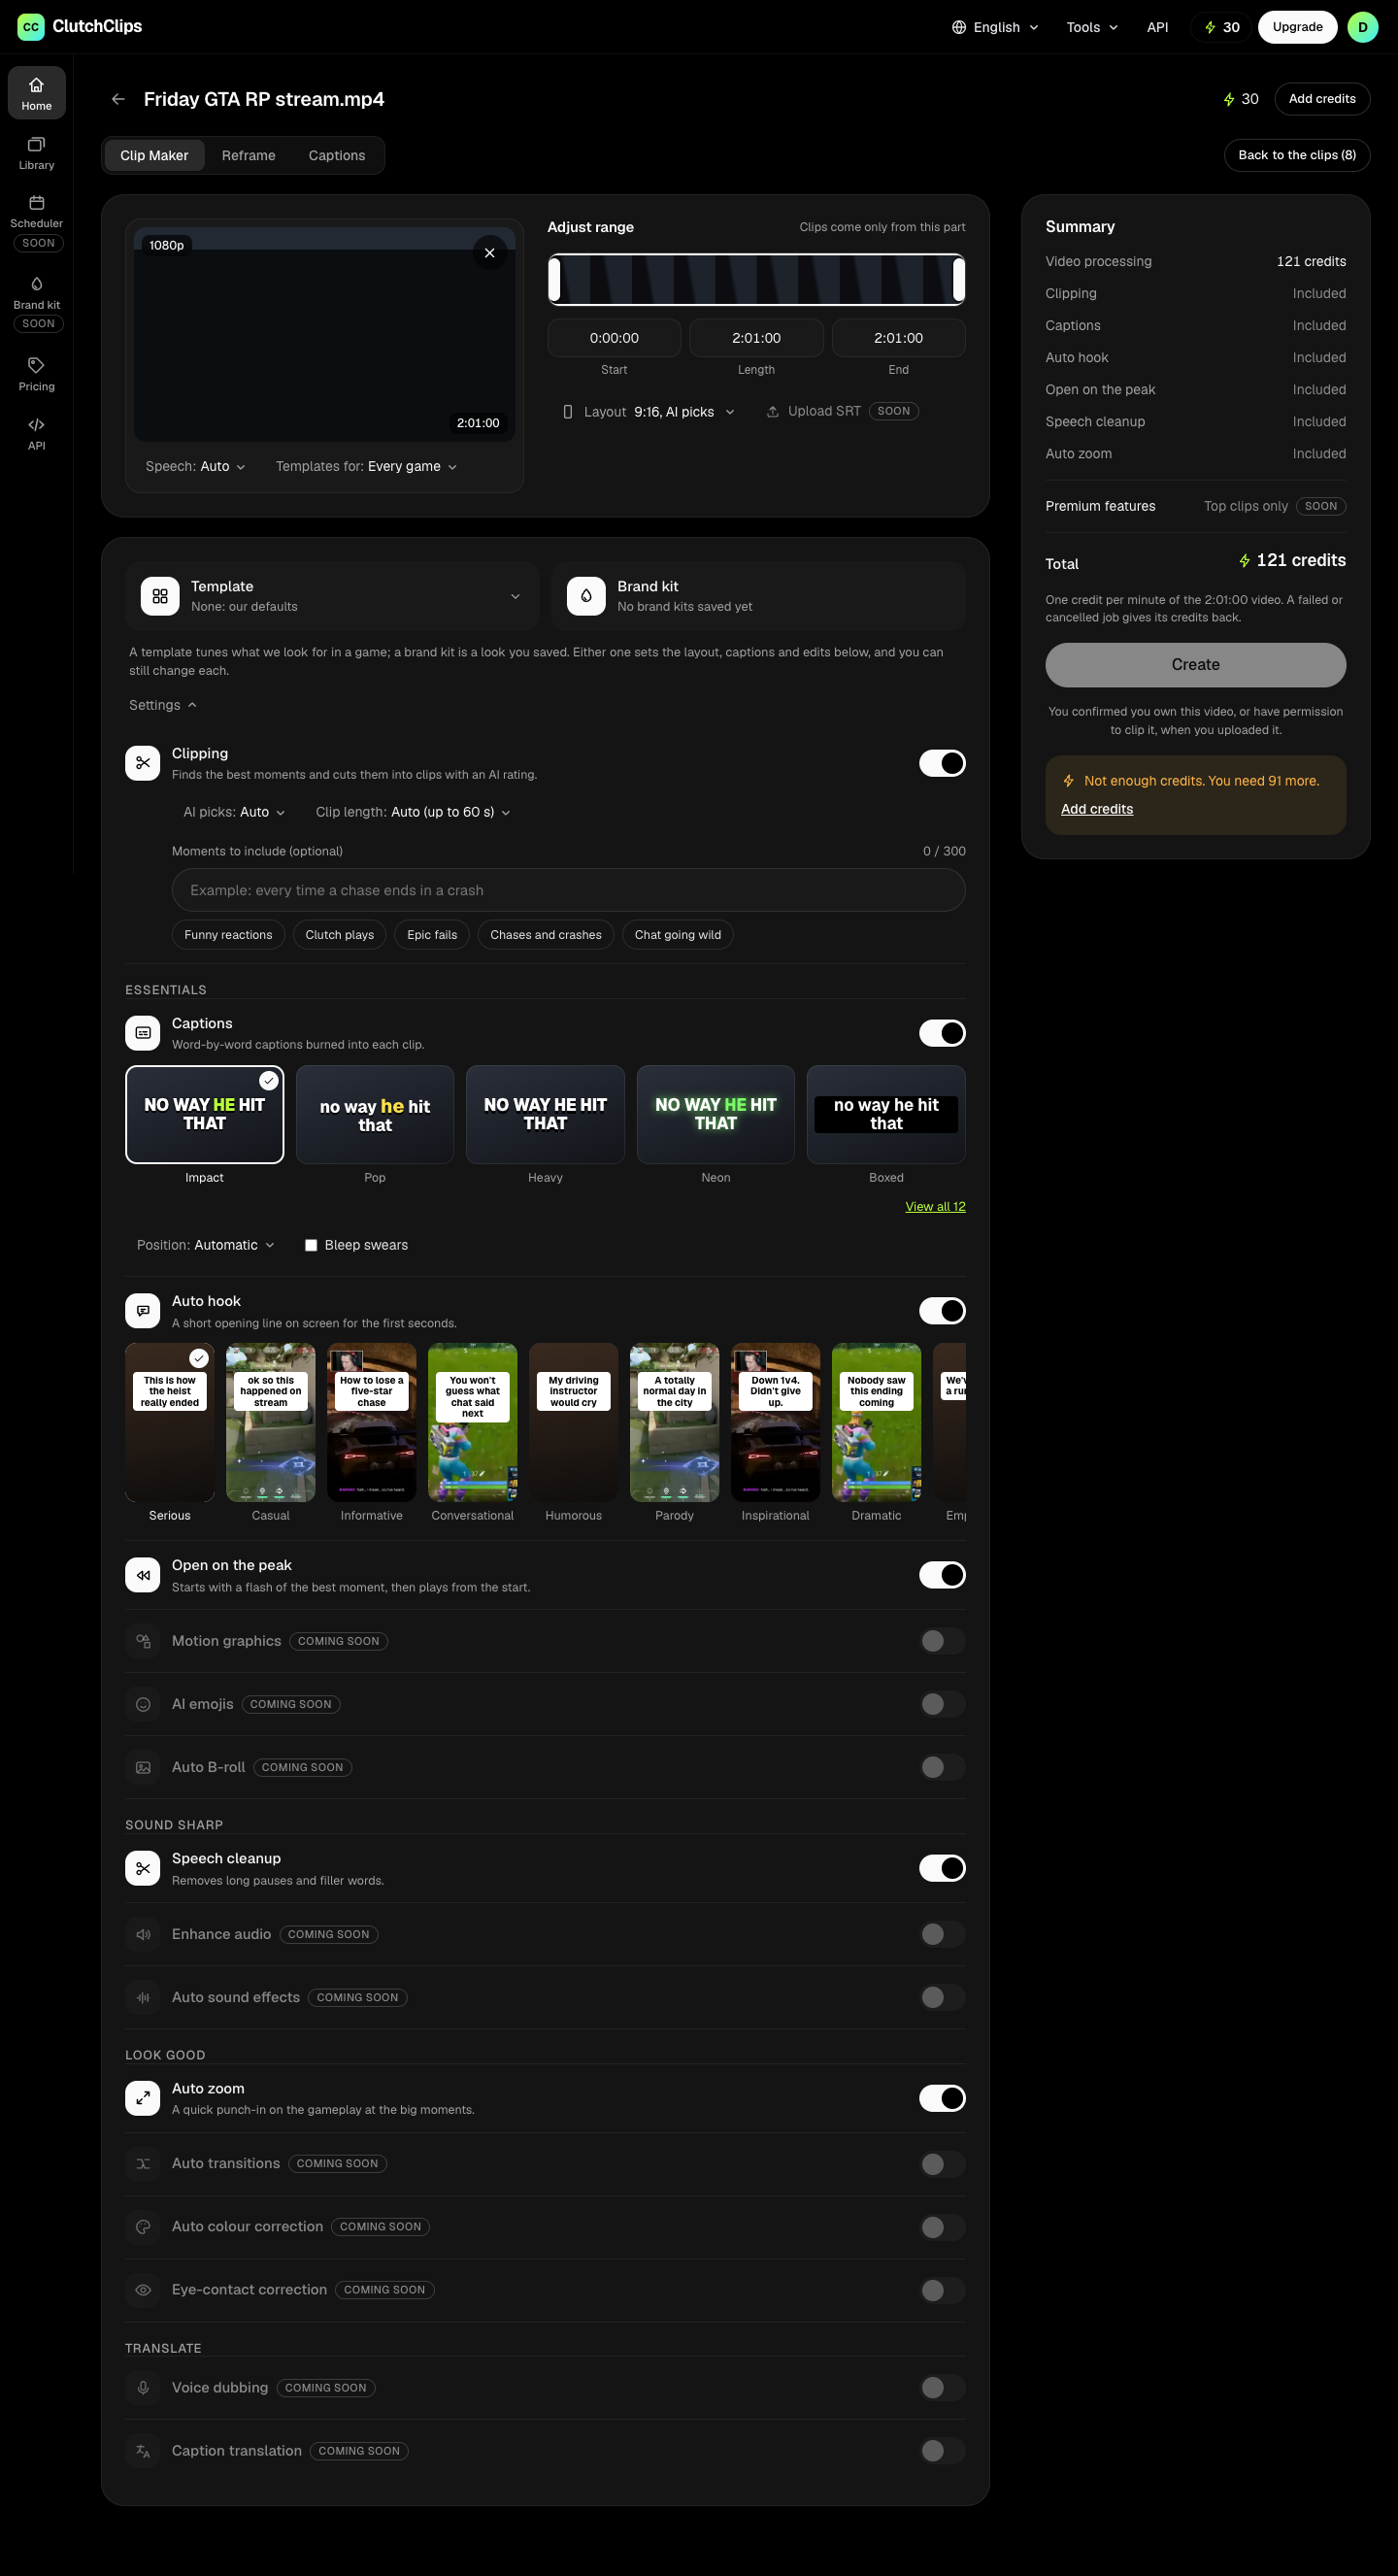 CC ClutchClips
English
Tools
API
30
Upgrade
D
Home
Library
Scheduler
SOON
Brand kit
SOON
Pricing
API
Friday GTA RP stream.mp4
30
Add credits
Clip Maker
Reframe
Captions
Back to the clips (8)
1080p
2:01:00
Speech: Auto
Templates for: Every game
Adjust range
Clips come only from this part
0:00:00
2:01:00
2:01:00
Start
Length
End
Layout 9:16, AI picks
Upload SRT SOON
Summary
Video processing 121 credits
Clipping Included
Captions Included
Auto hook Included
Open on the peak Included
Speech cleanup Included
Auto zoom Included
Premium features Top clips only SOON
Total 121 credits
One credit per minute of the 2:01:00 video. A failed or
cancelled job gives its credits back.
Create
You confirmed you own this video, or have permission
to clip it, when you uploaded it.
Not enough credits. You need 91 more.
Add credits
Template
None: our defaults
Brand kit
No brand kits saved yet
A template tunes what we look for in a game; a brand kit is a look you saved. Either one sets the layout, captions and edits below, and you can
still change each.
Settings
Clipping
Finds the best moments and cuts them into clips with an AI rating.
AI picks: Auto
Clip length: Auto (up to 60 s)
Moments to include (optional)
0 / 300
Example: every time a chase ends in a crash
Funny reactions
Clutch plays
Epic fails
Chases and crashes
Chat going wild
ESSENTIALS
Captions
Word-by-word captions burned into each clip.
NO WAY HE HIT
THAT
Impact
no way he hit
that
Pop
NO WAY HE HIT
THAT
Heavy
NO WAY HE HIT
THAT
Neon
no way he hit
that
Boxed
View all 12
Position: Automatic
Bleep swears
Auto hook
A short opening line on screen for the first seconds.
This is how
the heist
really ended
Serious
ok so this
happened on
stream
Casual
How to lose a
five-star
chase
Informative
You won't
guess what
chat said
next
Conversational
My driving
instructor
would cry
Humorous
A totally
normal day in
the city
Parody
Down 1v4.
Didn't give
up.
Inspirational
Nobody saw
this ending
coming
Dramatic
Open on the peak
Starts with a flash of the best moment, then plays from the start.
Motion graphics COMING SOON
AI emojis COMING SOON
Auto B-roll COMING SOON
SOUND SHARP
Speech cleanup
Removes long pauses and filler words.
Enhance audio COMING SOON
Auto sound effects COMING SOON
LOOK GOOD
Auto zoom
A quick punch-in on the gameplay at the big moments.
Auto transitions COMING SOON
Auto colour correction COMING SOON
Eye-contact correction COMING SOON
TRANSLATE
Voice dubbing COMING SOON
Caption translation COMING SOON